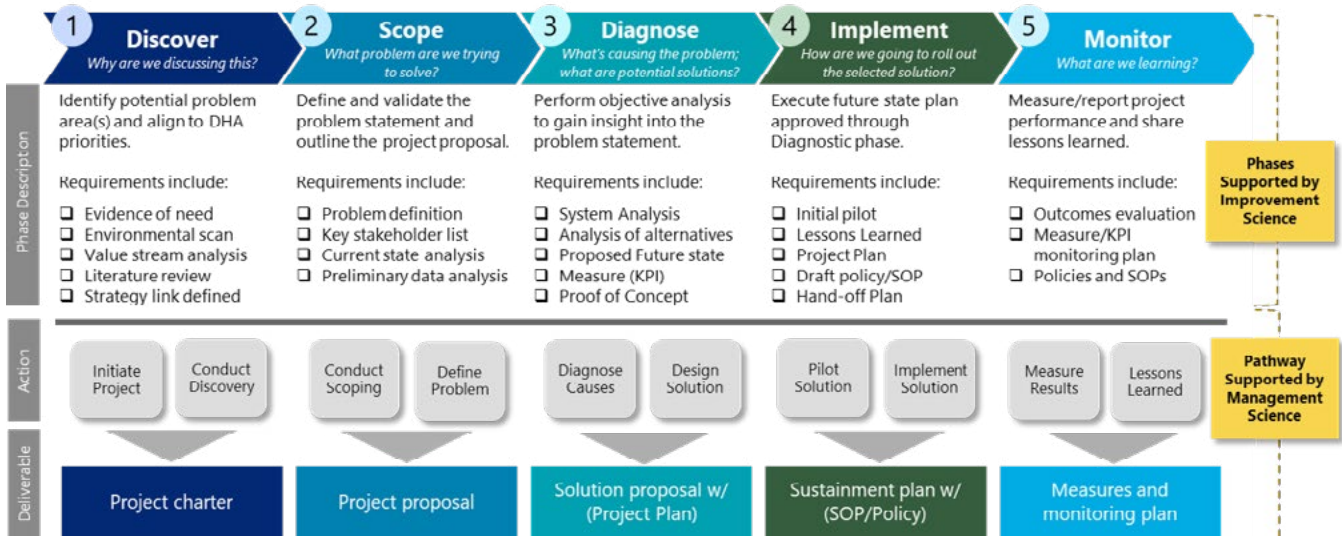 1
Discover
Why are we discussing this?
2
Scope
What problem are we trying
to solve?
3
Diagnose
What's causing the problem;
what are potential solutions?
4
Implement
How are we going to roll out
the selected solution?
5
Monitor
What are we learning?
Phase Description
Identify potential problem
area(s) and align to DHA
priorities.
Requirements include:
❑ Evidence of need
❑ Environmental scan
❑ Value stream analysis
❑ Literature review
❑ Strategy link defined
Define and validate the
problem statement and
outline the project proposal.
Requirements include:
❑ Problem definition
❑ Key stakeholder list
❑ Current state analysis
❑ Preliminary data analysis
Perform objective analysis
to gain insight into the
problem statement.
Requirements include:
❑ System Analysis
❑ Analysis of alternatives
❑ Proposed Future state
❑ Measure (KPI)
❑ Proof of Concept
Execute future state plan
approved through
Diagnostic phase.
Requirements include:
❑ Initial pilot
❑ Lessons Learned
❑ Project Plan
❑ Draft policy/SOP
❑ Hand-off Plan
Measure/report project
performance and share
lessons learned.
Requirements include:
❑ Outcomes evaluation
❑ Measure/KPI
monitoring plan
❑ Policies and SOPs
Phases
Supported by
Improvement
Science
Action
Initiate
Project
Conduct
Discovery
Conduct
Scoping
Define
Problem
Diagnose
Causes
Design
Solution
Pilot
Solution
Implement
Solution
Measure
Results
Lessons
Learned
Pathway
Supported by
Management
Science
Deliverable
Project charter
Project proposal
Solution proposal w/
(Project Plan)
Sustainment plan w/
(SOP/Policy)
Measures and
monitoring plan